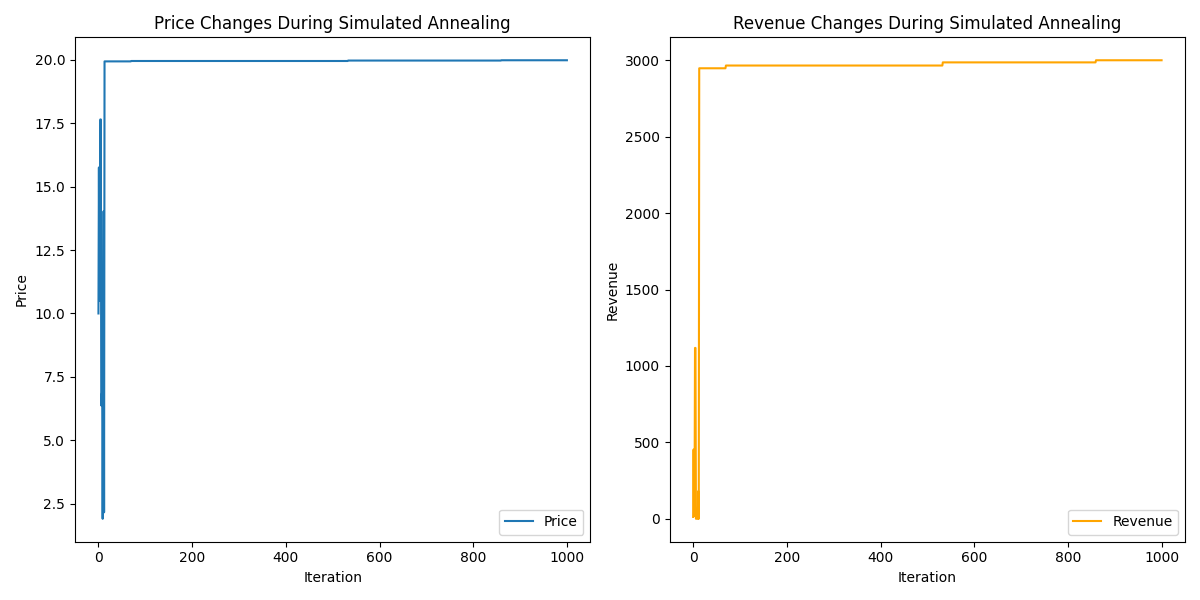 Price Changes During Simulated Annealing
20.0
17.5
15.0
12.5
10.0
7.5
5.0
2.5
Price
0 200 400 600 800 1000
Iteration
Price
Revenue Changes During Simulated Annealing
3000
2500
2000
1500
1000
500
0
Revenue
0 200 400 600 800 1000
Iteration
Revenue